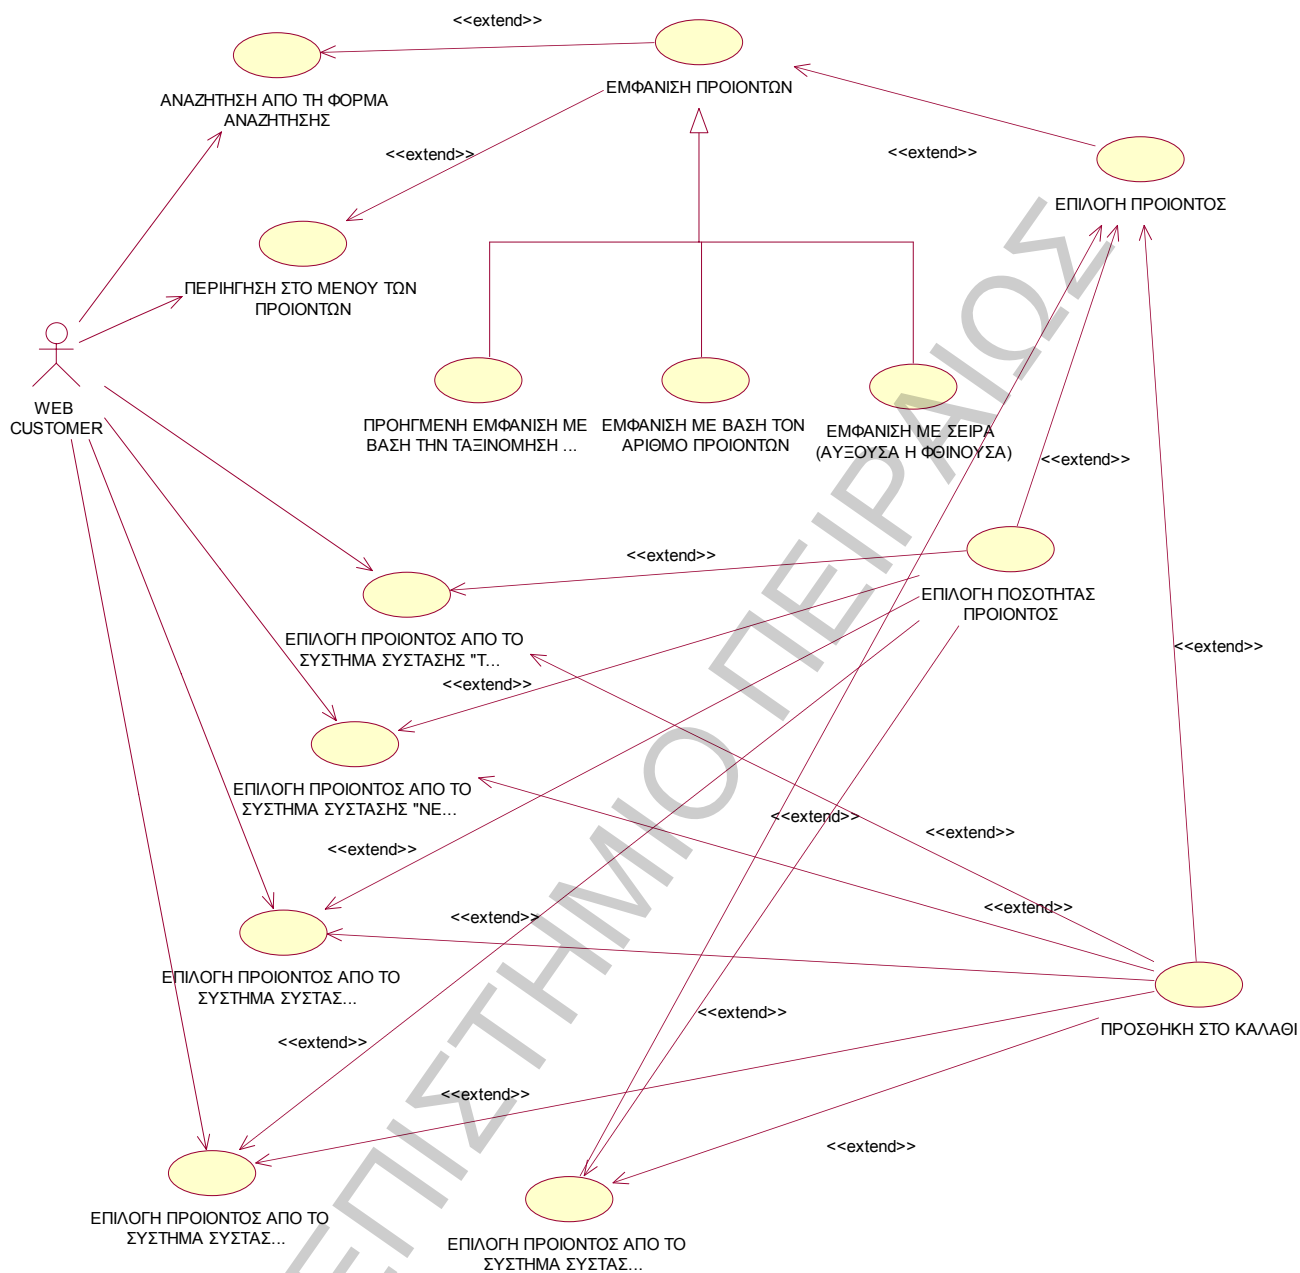 <<extend>>
ΑΝΑΖΗΤΗΣΗ ΑΠΟ ΤΗ ΦΟΡΜΑ
ΑΝΑΖΗΤΗΣΗΣ
ΕΜΦΑΝΙΣΗ ΠΡΟΙΟΝΤΩΝ
<<extend>>
<<extend>>
ΕΠΙΛΟΓΗ ΠΡΟΙΟΝΤΟΣ
ΠΕΡΙΗΓΗΣΗ ΣΤΟ ΜΕΝΟΥ ΤΩΝ
ΠΡΟΙΟΝΤΩΝ
WEB
CUSTOMER
ΠΡΟΗΓΜΕΝΗ ΕΜΦΑΝΙΣΗ ΜΕ
ΒΑΣΗ ΤΗΝ ΤΑΞΙΝΟΜΗΣΗ ...
ΕΜΦΑΝΙΣΗ ΜΕ ΒΑΣΗ ΤΟΝ
ΑΡΙΘΜΟ ΠΡΟΙΟΝΤΩΝ
ΕΜΦΑΝΙΣΗ ΜΕ ΣΕΙΡΑ
(ΑΥΞΟΥΣΑ Η ΦΘΙΝΟΥΣΑ)
<<extend>>
<<extend>>
ΕΠΙΛΟΓΗ ΠΟΣΟΤΗΤΑΣ
ΠΡΟΙΟΝΤΟΣ
ΕΠΙΛΟΓΗ ΠΡΟΙΟΝΤΟΣ ΑΠΟ ΤΟ
ΣΥΣΤΗΜΑ ΣΥΣΤΑΣΗΣ "Τ...
<<extend>>
<<extend>>
ΕΠΙΛΟΓΗ ΠΡΟΙΟΝΤΟΣ ΑΠΟ ΤΟ
ΣΥΣΤΗΜΑ ΣΥΣΤΑΣΗΣ "ΝΕ...
<<extend>>
<<extend>>
<<extend>>
<<extend>>
<<extend>>
ΕΠΙΛΟΓΗ ΠΡΟΙΟΝΤΟΣ ΑΠΟ ΤΟ
ΣΥΣΤΗΜΑ ΣΥΣΤΑΣ...
<<extend>>
<<extend>>
ΠΡΟΣΘΗΚΗ ΣΤΟ ΚΑΛΑΘΙ
<<extend>>
<<extend>>
ΕΠΙΛΟΓΗ ΠΡΟΙΟΝΤΟΣ ΑΠΟ ΤΟ
ΣΥΣΤΗΜΑ ΣΥΣΤΑΣ...
ΕΠΙΛΟΓΗ ΠΡΟΙΟΝΤΟΣ ΑΠΟ ΤΟ
ΣΥΣΤΗΜΑ ΣΥΣΤΑΣ...
ΕΠΙΣΤΗΜΙΟ ΠΕΙΡΑΙΩΣ